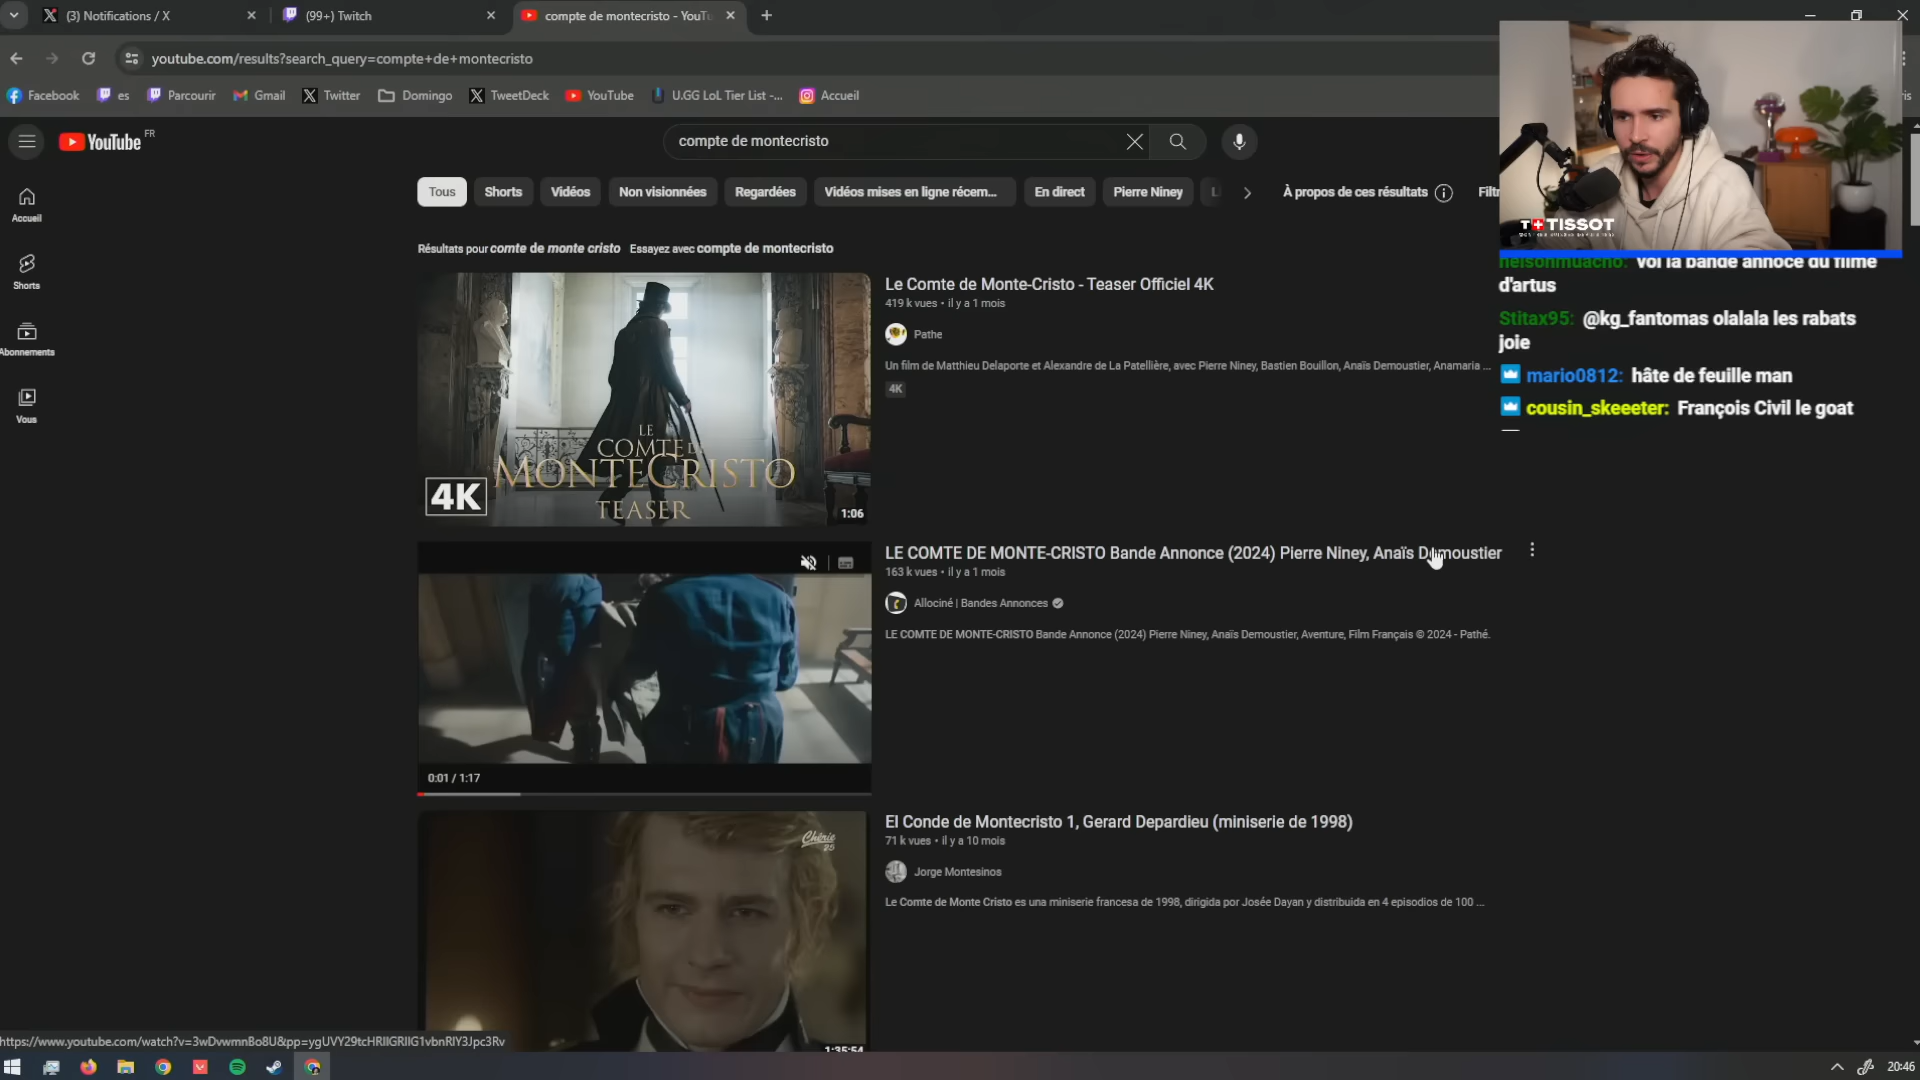 (3) Notifications / X
(99+) Twitch
compte de montecristo - YouTu
youtube.com/results?search_query=compte+de+montecristo
Facebook
es
Parcourir
Gmail
Twitter
Domingo
TweetDeck
YouTube
U.GG LoL Tier List -...
Accueil
YouTube FR
compte de montecristo
Accueil
Shorts
Abonnements
Vous
Tous
Shorts
Vidéos
Non visionnées
Regardées
Vidéos mises en ligne récem...
En direct
Pierre Niney
À propos de ces résultats
Filtr
Résultats pour comte de monte cristo Essayez avec compte de montecristo
LE
COMTE DE
MONTECRISTO
TEASER
4K
1:06
Le Comte de Monte-Cristo - Teaser Officiel 4K
419 k vues • il y a 1 mois
Pathe
Un film de Matthieu Delaporte et Alexandre de La Patellière, avec Pierre Niney, Bastien Bouillon, Anaïs Demoustier, Anamaria ...
4K
0:01 / 1:17
LE COMTE DE MONTE-CRISTO Bande Annonce (2024) Pierre Niney, Anaïs Demoustier
163 k vues • il y a 1 mois
Allociné | Bandes Annonces
LE COMTE DE MONTE-CRISTO Bande Annonce (2024) Pierre Niney, Anaïs Demoustier, Aventure, Film Français © 2024 - Pathé.
Chérie
25
1:35:54
El Conde de Montecristo 1, Gerard Depardieu (miniserie de 1998)
71 k vues • il y a 10 mois
Jorge Montesinos
Le Comte de Monte Cristo es una miniserie francesa de 1998, dirigida por Josée Dayan y distribuida en 4 episodios de 100 ...
T+ TISSOT
nelsonmuacho: voi la bande annoce du filme
d'artus
Stitax95: @kg_fantomas olalala les rabats
joie
mario0812: hâte de feuille man
cousin_skeeeter: François Civil le goat
https://www.youtube.com/watch?v=3wDvwmnBo8U&pp=ygUVY29tcHRlIGRlIG1vbnRlY3Jpc3Rv
20:46